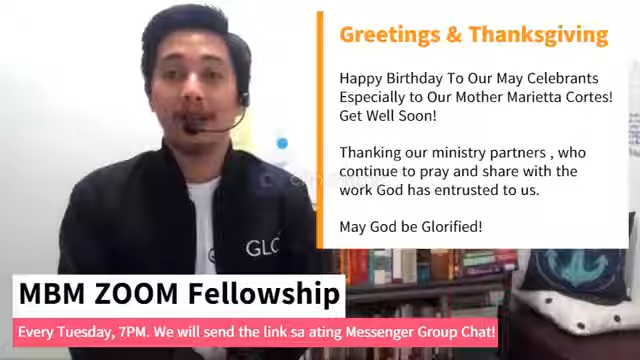 Greetings & Thanksgiving
Happy Birthday To Our May Celebrants
Especially to Our Mother Marietta Cortes!
Get Well Soon!
Thanking our ministry partners , who
continue to pray and share with the
work God has entrusted to us.
May God be Glorified!
GLO
MBM ZOOM Fellowship
Every Tuesday, 7PM. We will send the link sa ating Messenger Group Chat!